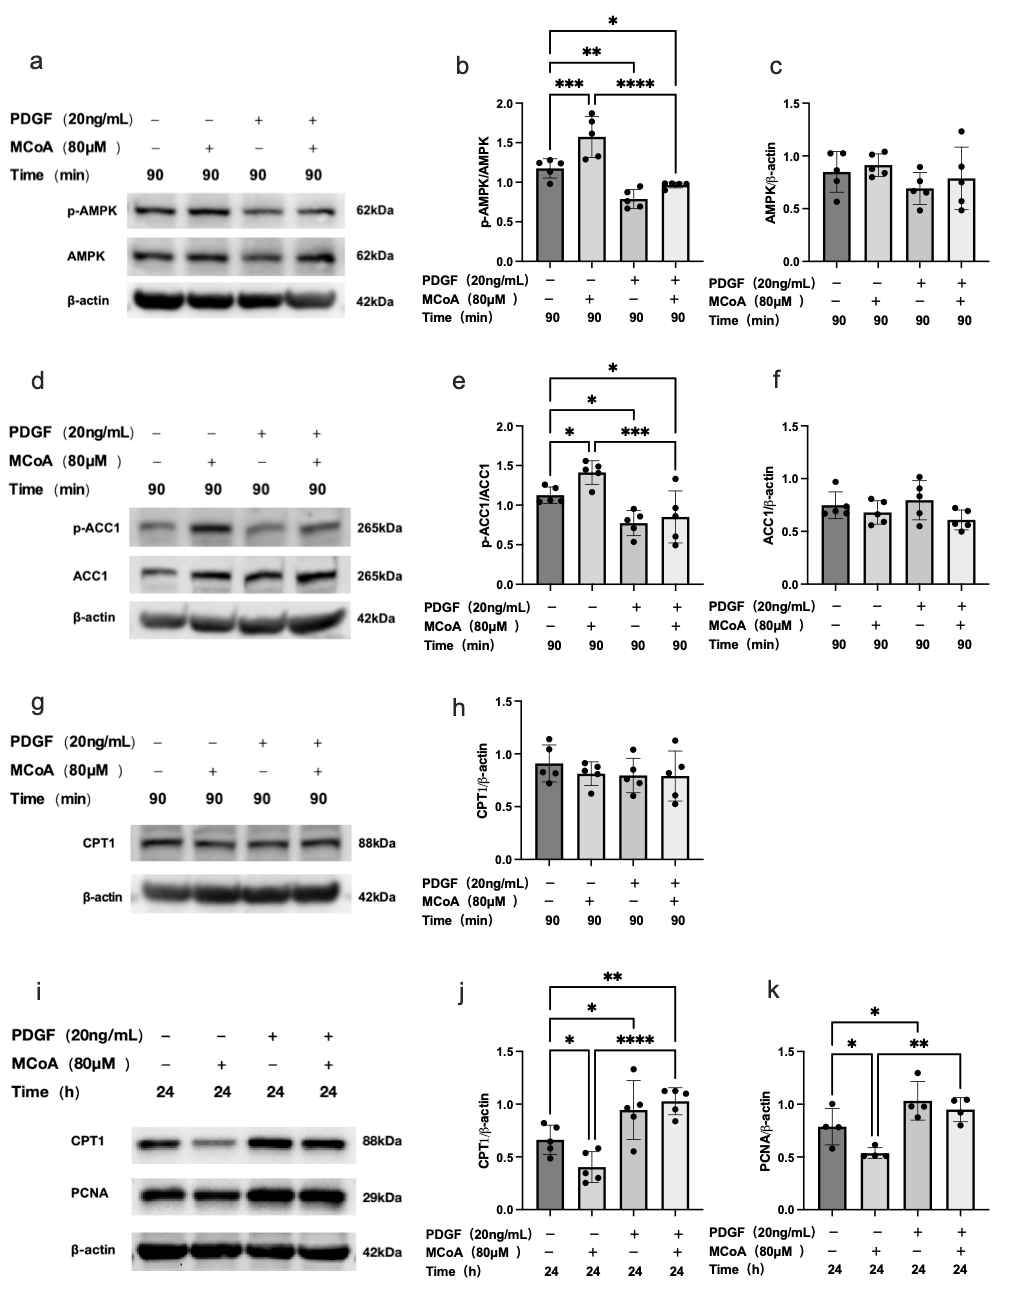 a
PDGF (20ng/mL) − − + +
MCoA (80μM ) − + − +
Time (min) 90 90 90 90
p-AMPK 62kDa
AMPK 62kDa
β-actin 42kDa
b
* ** *** ****
p-AMPK/AMPK
2.0
1.5
1.0
0.5
0.0
PDGF (20ng/mL) − − + +
MCoA (80μM ) − + − +
Time (min) 90 90 90 90
c
AMPK/β-actin
1.5
1.0
0.5
0.0
PDGF (20ng/mL) − − + +
MCoA (80μM ) − + − +
Time (min) 90 90 90 90
d
PDGF (20ng/mL) − − + +
MCoA (80μM ) − + − +
Time (min) 90 90 90 90
p-ACC1 265kDa
ACC1 265kDa
β-actin 42kDa
e
* * * ***
p-ACC1/ACC1
2.0
1.5
1.0
0.5
0.0
PDGF (20ng/mL) − − + +
MCoA (80μM ) − + − +
Time (min) 90 90 90 90
f
ACC1/β-actin
1.5
1.0
0.5
0.0
PDGF (20ng/mL) − − + +
MCoA (80μM ) − + − +
Time (min) 90 90 90 90
g
PDGF (20ng/mL) − − + +
MCoA (80μM ) − + − +
Time (min) 90 90 90 90
CPT1 88kDa
β-actin 42kDa
h
CPT1/β-actin
1.5
1.0
0.5
0.0
PDGF (20ng/mL) − − + +
MCoA (80μM ) − + − +
Time (min) 90 90 90 90
i
PDGF (20ng/mL) − − + +
MCoA (80μM ) − + − +
Time (h) 24 24 24 24
CPT1 88kDa
PCNA 29kDa
β-actin 42kDa
j
** * * ****
CPT1/β-actin
1.5
1.0
0.5
0.0
PDGF (20ng/mL) − − + +
MCoA (80μM ) − + − +
Time (h) 24 24 24 24
k
* * **
PCNA/β-actin
1.5
1.0
0.5
0.0
PDGF (20ng/mL) − − + +
MCoA (80μM ) − + − +
Time (h) 24 24 24 24